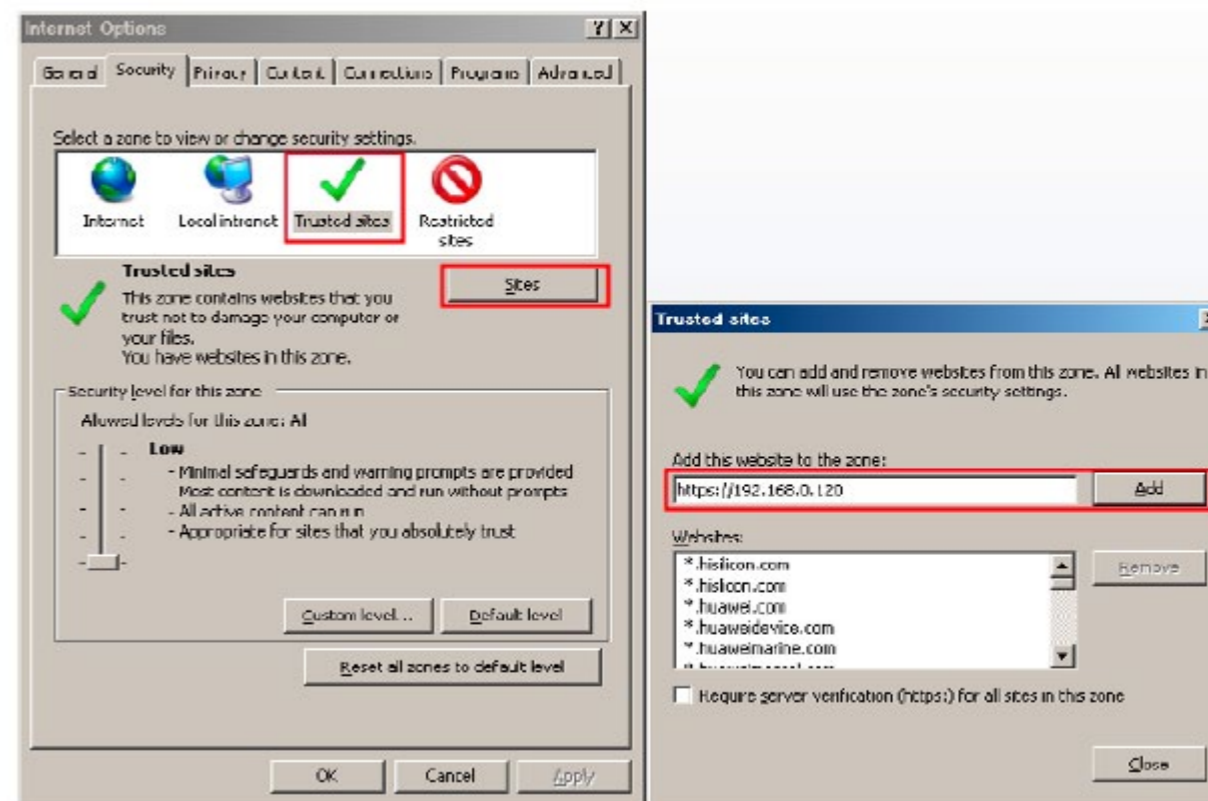 Internet Options
General Security Privacy Content Connections Programs Advanced
Select a zone to view or change security settings.
Internet Local intranet Trusted sites Restricted
sites
Trusted sites
Sites
This zone contains websites that you
trust not to damage your computer or
your files.
You have websites in this zone.
Security level for this zone
Allowed levels for this zone: All
Low
- Minimal safeguards and warning prompts are provided
- Most content is downloaded and run without prompts
- All active content can run
- Appropriate for sites that you absolutely trust
Custom level... Default level
Reset all zones to default level
OK Cancel Apply
Trusted sites
You can add and remove websites from this zone. All websites in
this zone will use the zone's security settings.
Add this website to the zone:
https://192.168.0.120 Add
Websites:
*.hisilicon.com
*.hislicon.com
*.huawei.com
*.huaweidevice.com
*.huaweimarine.com
Remove
Require server verification (https:) for all sites in this zone
Close